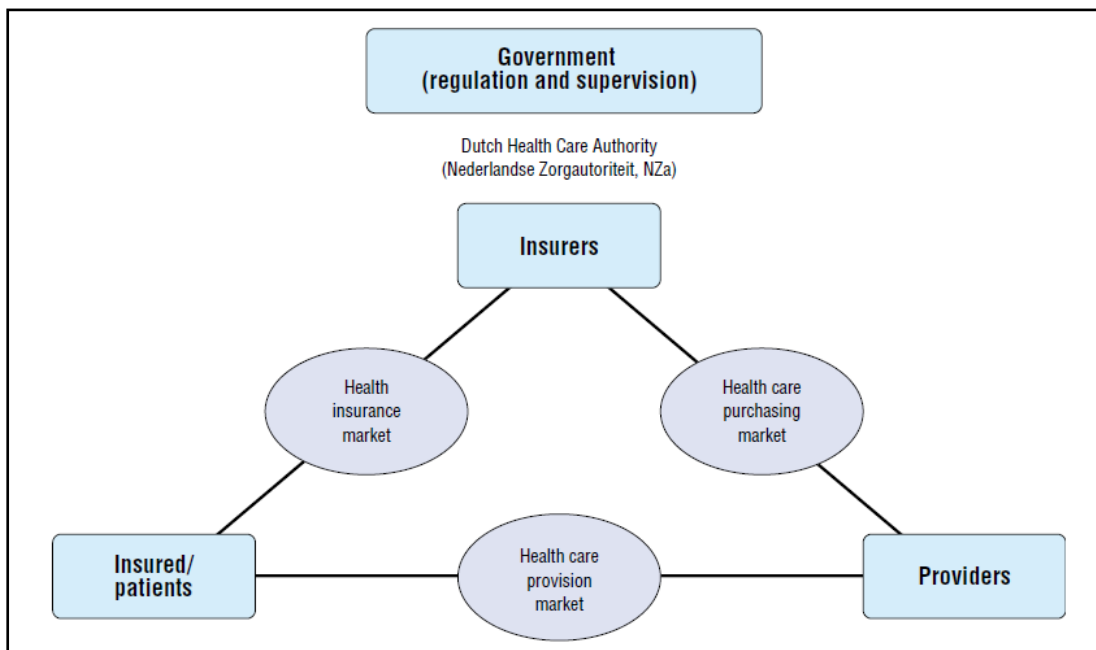 Government
(regulation and supervision)
Dutch Health Care Authority
(Nederlandse Zorgautoriteit, NZa)
Insurers
Health
insurance
market
Health care
purchasing
market
Insured/
patients
Health care
provision
market
Providers